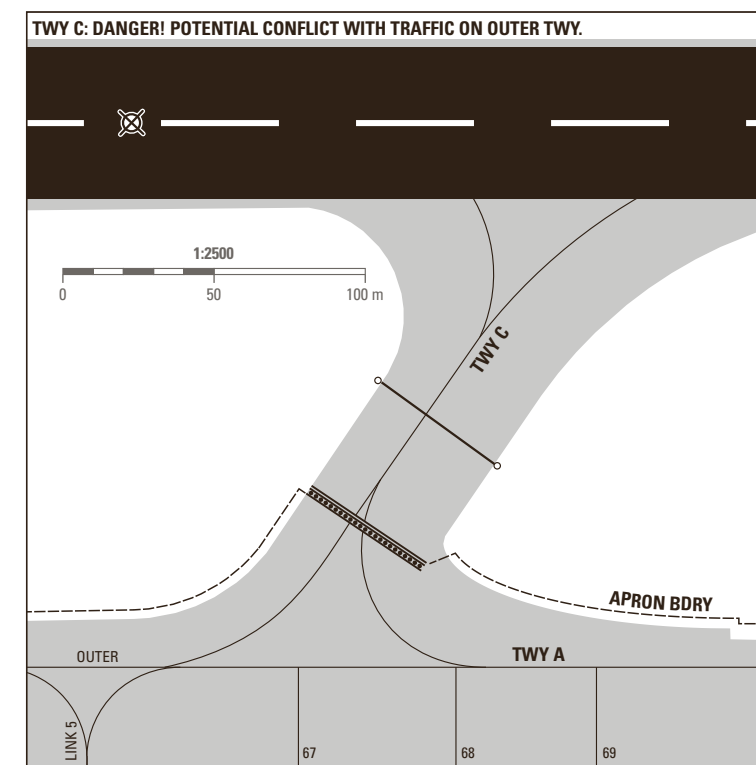 TWY C: DANGER! POTENTIAL CONFLICT WITH TRAFFIC ON OUTER TWY.
1:2500
0 50 100 m
TWY C
APRON BDRY
OUTER
TWY A
LINK 5
67 68 69